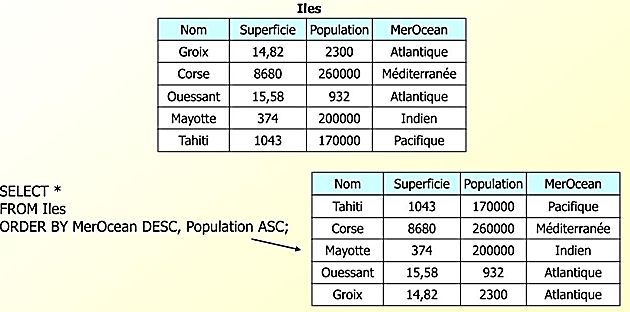 Iles
Nom Superficie Population MerOcean
Groix 14,82 2300 Atlantique
Corse 8680 260000 Méditerranée
Ouessant 15,58 932 Atlantique
Mayotte 374 200000 Indien
Tahiti 1043 170000 Pacifique
SELECT *
FROM Iles
ORDER BY MerOcean DESC, Population ASC;
Nom Superficie Population MerOcean
Tahiti 1043 170000 Pacifique
Corse 8680 260000 Méditerranée
Mayotte 374 200000 Indien
Ouessant 15,58 932 Atlantique
Groix 14,82 2300 Atlantique